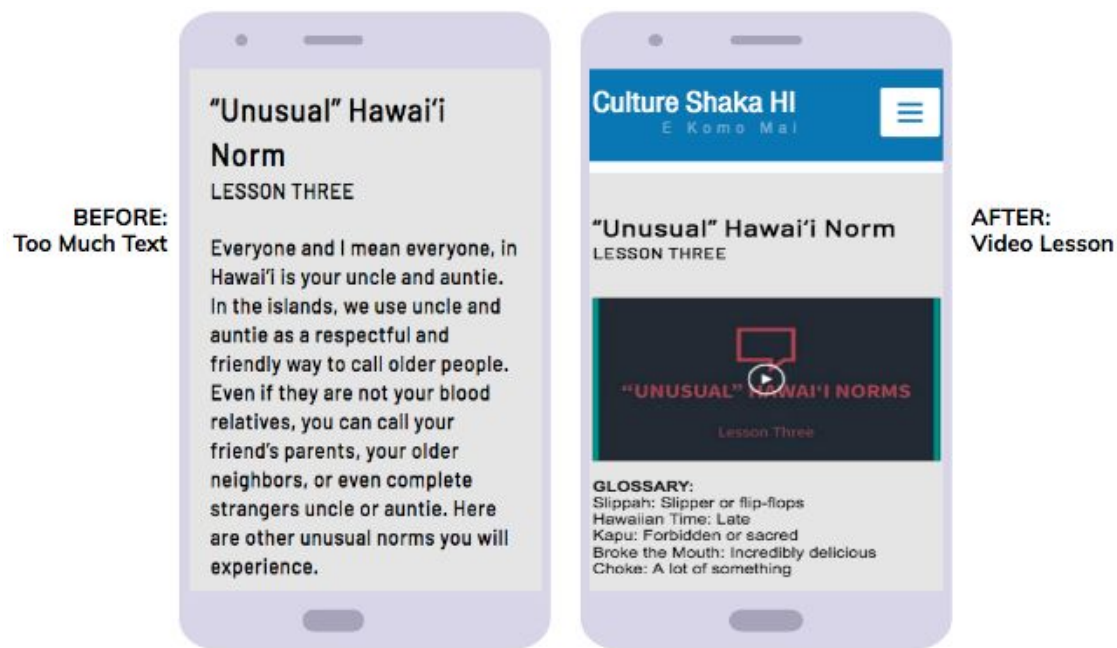 BEFORE:
Too Much Text
“Unusual” Hawai‘i
Norm
LESSON THREE
Everyone and I mean everyone, in
Hawai‘i is your uncle and auntie.
In the islands, we use uncle and
auntie as a respectful and
friendly way to call older people.
Even if they are not your blood
relatives, you can call your
friend’s parents, your older
neighbors, or even complete
strangers uncle or auntie. Here
are other unusual norms you will
experience.
Culture Shaka HI
E Komo Mai
“Unusual” Hawai‘i Norm
LESSON THREE
“UNUSUAL” HAWAI‘I NORMS
Lesson Three
GLOSSARY:
Slippah: Slipper or flip-flops
Hawaiian Time: Late
Kapu: Forbidden or sacred
Broke the Mouth: Incredibly delicious
Choke: A lot of something
AFTER:
Video Lesson